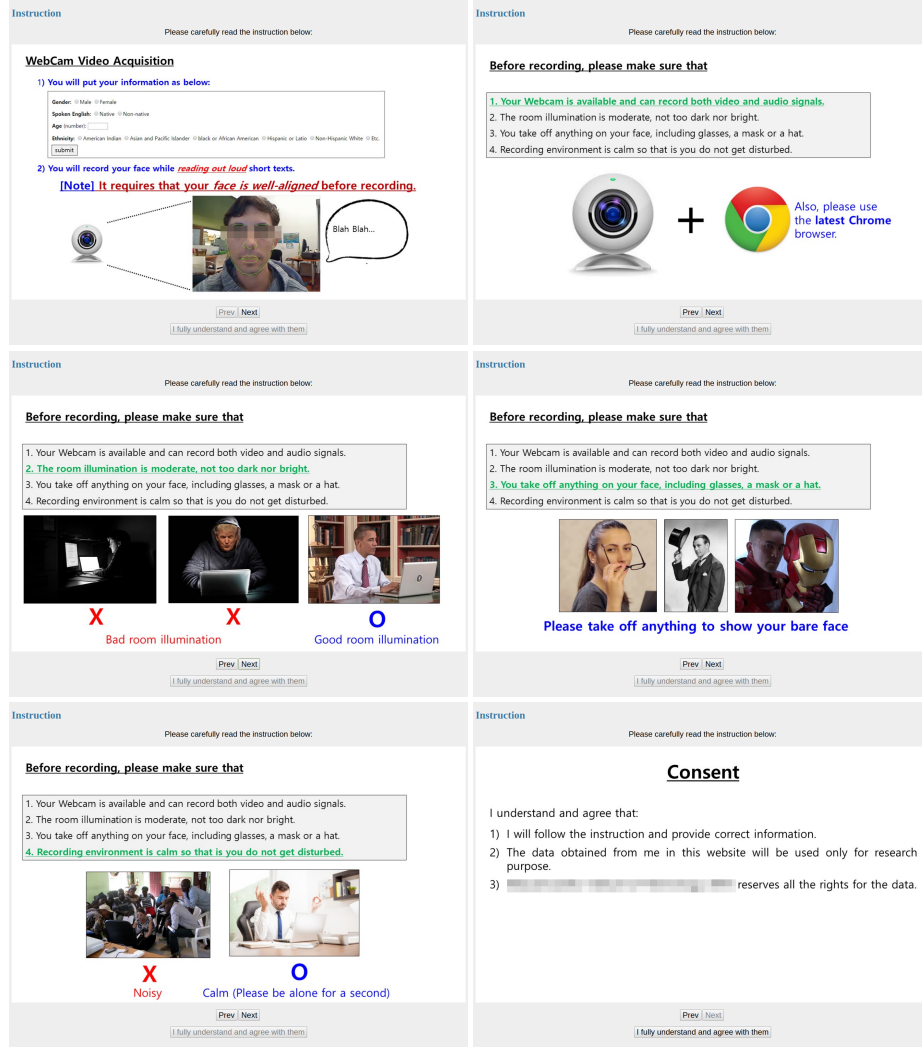 Instruction
Please carefully read the instruction below:
WebCam Video Acquisition
1) You will put your information as below:
Gender: Male Female
Spoken English: Native Non-native
Age (number):
Ethnicity: American Indian Asian and Pacific Islander black or African American Hispanic or Latio Non-Hispanic White Etc.
submit
2) You will record your face while reading out loud short texts.
[Note] It requires that your face is well-aligned before recording.
Blah Blah...
Prev Next
I fully understand and agree with them
Instruction
Please carefully read the instruction below:
Before recording, please make sure that
1. Your Webcam is available and can record both video and audio signals.
2. The room illumination is moderate, not too dark nor bright.
3. You take off anything on your face, including glasses, a mask or a hat.
4. Recording environment is calm so that is you do not get disturbed.
+
Also, please use
the latest Chrome
browser.
Prev Next
I fully understand and agree with them
Instruction
Please carefully read the instruction below:
Before recording, please make sure that
1. Your Webcam is available and can record both video and audio signals.
2. The room illumination is moderate, not too dark nor bright.
3. You take off anything on your face, including glasses, a mask or a hat.
4. Recording environment is calm so that is you do not get disturbed.
X X O
Bad room illumination Good room illumination
Prev Next
I fully understand and agree with them
Instruction
Please carefully read the instruction below:
Before recording, please make sure that
1. Your Webcam is available and can record both video and audio signals.
2. The room illumination is moderate, not too dark nor bright.
3. You take off anything on your face, including glasses, a mask or a hat.
4. Recording environment is calm so that is you do not get disturbed.
Please take off anything to show your bare face
Prev Next
I fully understand and agree with them
Instruction
Please carefully read the instruction below:
Before recording, please make sure that
1. Your Webcam is available and can record both video and audio signals.
2. The room illumination is moderate, not too dark nor bright.
3. You take off anything on your face, including glasses, a mask or a hat.
4. Recording environment is calm so that is you do not get disturbed.
X O
Noisy Calm (Please be alone for a second)
Prev Next
I fully understand and agree with them
Instruction
Please carefully read the instruction below:
Consent
I understand and agree that:
1) I will follow the instruction and provide correct information.
2) The data obtained from me in this website will be used only for research
purpose.
3) reserves all the rights for the data.
Prev Next
I fully understand and agree with them